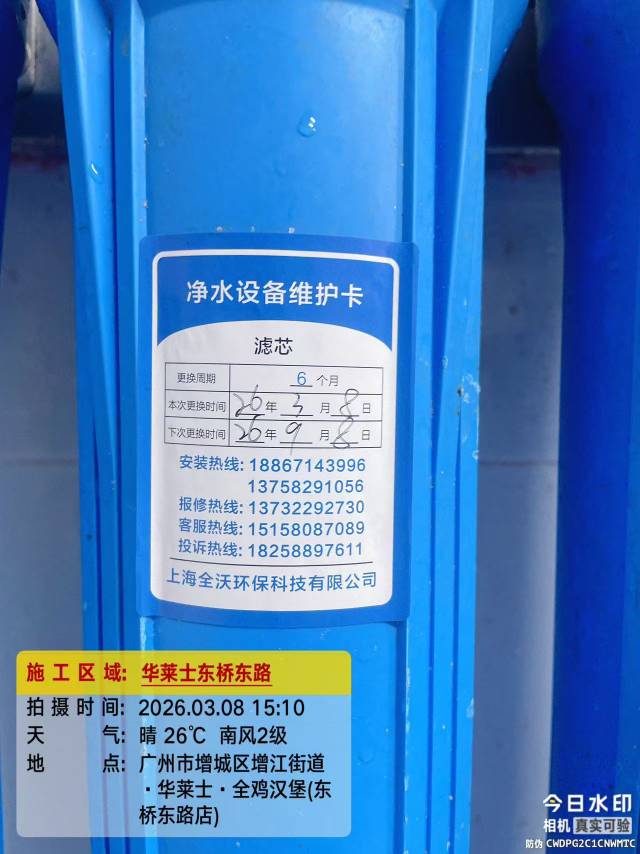 净水设备维护卡
滤芯
更换周期 6 个月
本次更换时间 26 年 3 月 8 日
下次更换时间 26 年 9 月 8 日
安装热线: 18867143996
13758291056
报修热线: 13732292730
客服热线: 15158087089
投诉热线: 18258897611
上海全沃环保科技有限公司
施工区域: 华莱士东桥东路
拍摄时间: 2026.03.08 15:10
天气: 晴 26℃ 南风2级
地点: 广州市增城区增江街道
·华莱士·全鸡汉堡(东
桥东路店)
今日水印
相机 真实可验
防伪 CWDPG2C1CNWMTC